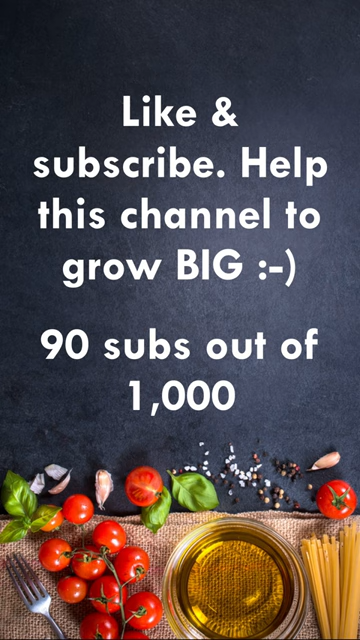 Like &
subscribe. Help
this channel to
grow BIG :-)
90 subs out of
1,000